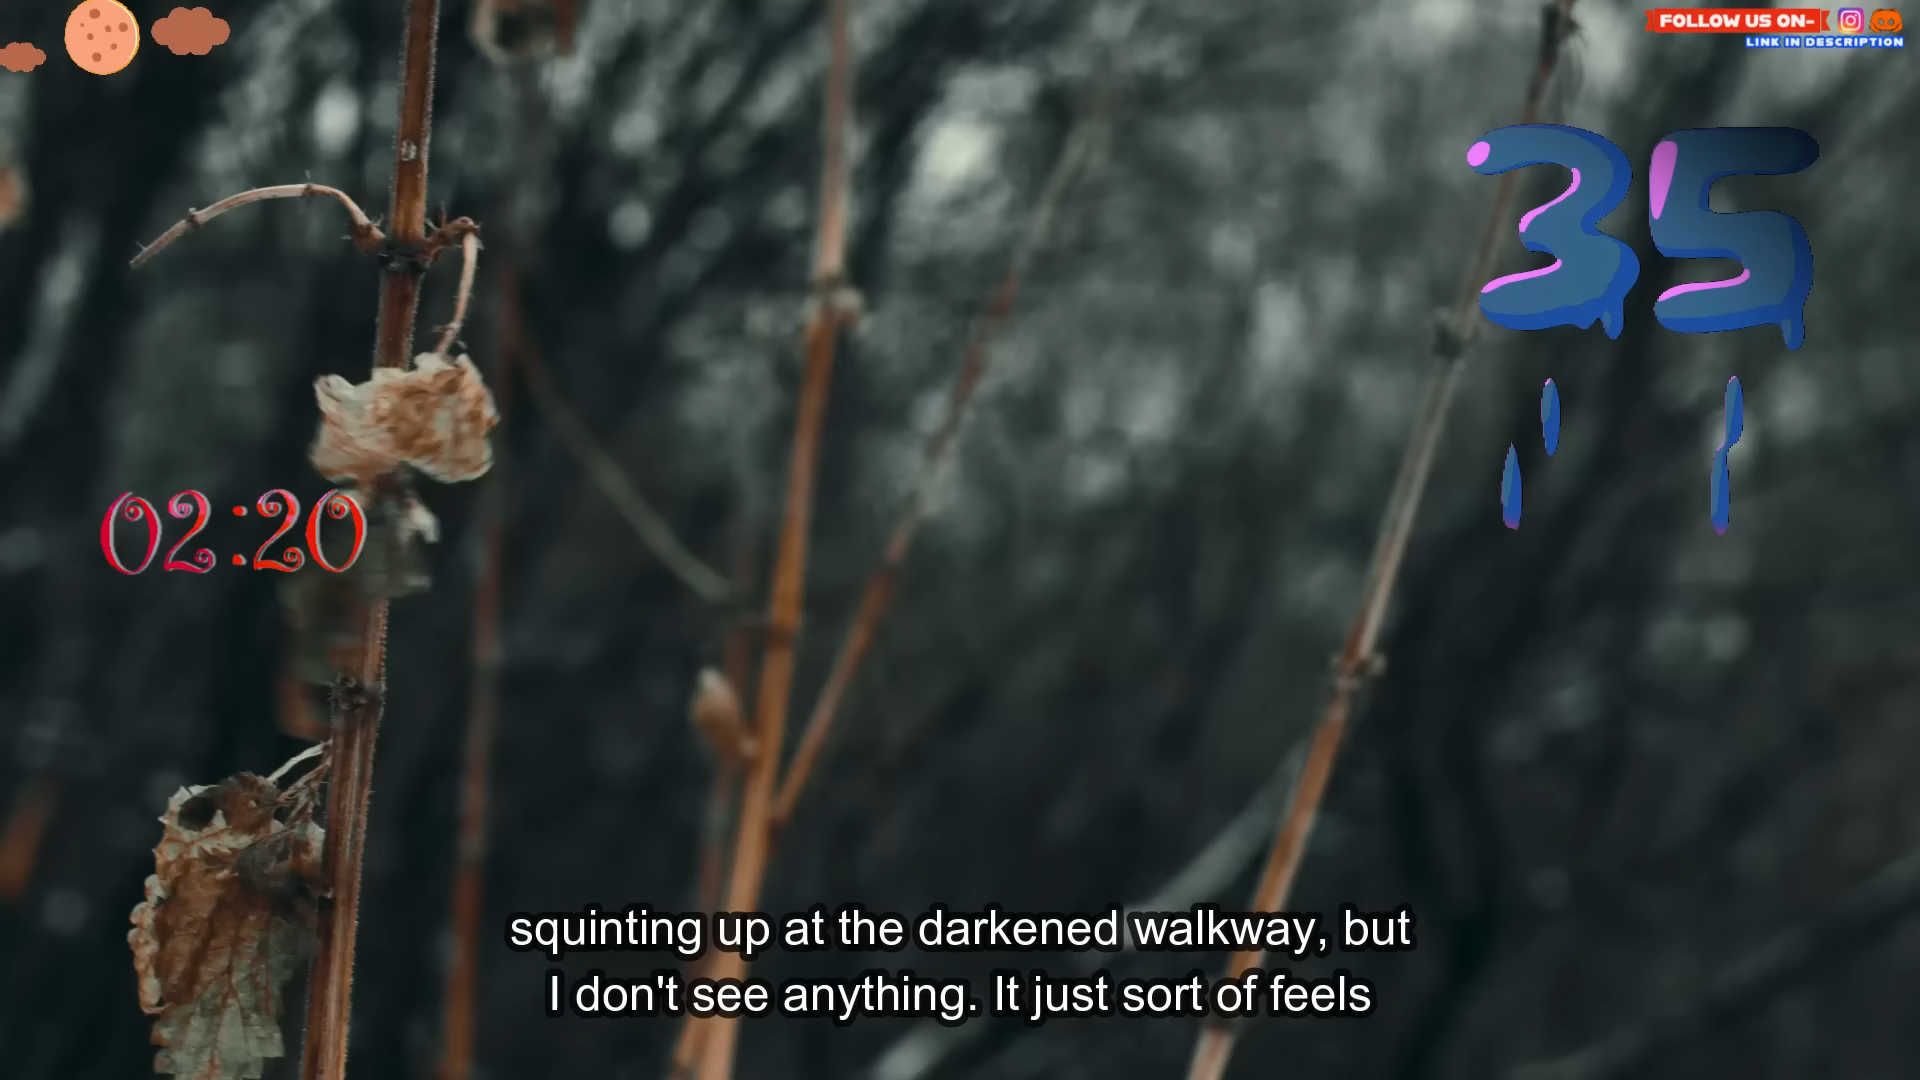 FOLLOW US ON-
LINK IN DESCRIPTION
35
02:20
squinting up at the darkened walkway, but
I don't see anything. It just sort of feels